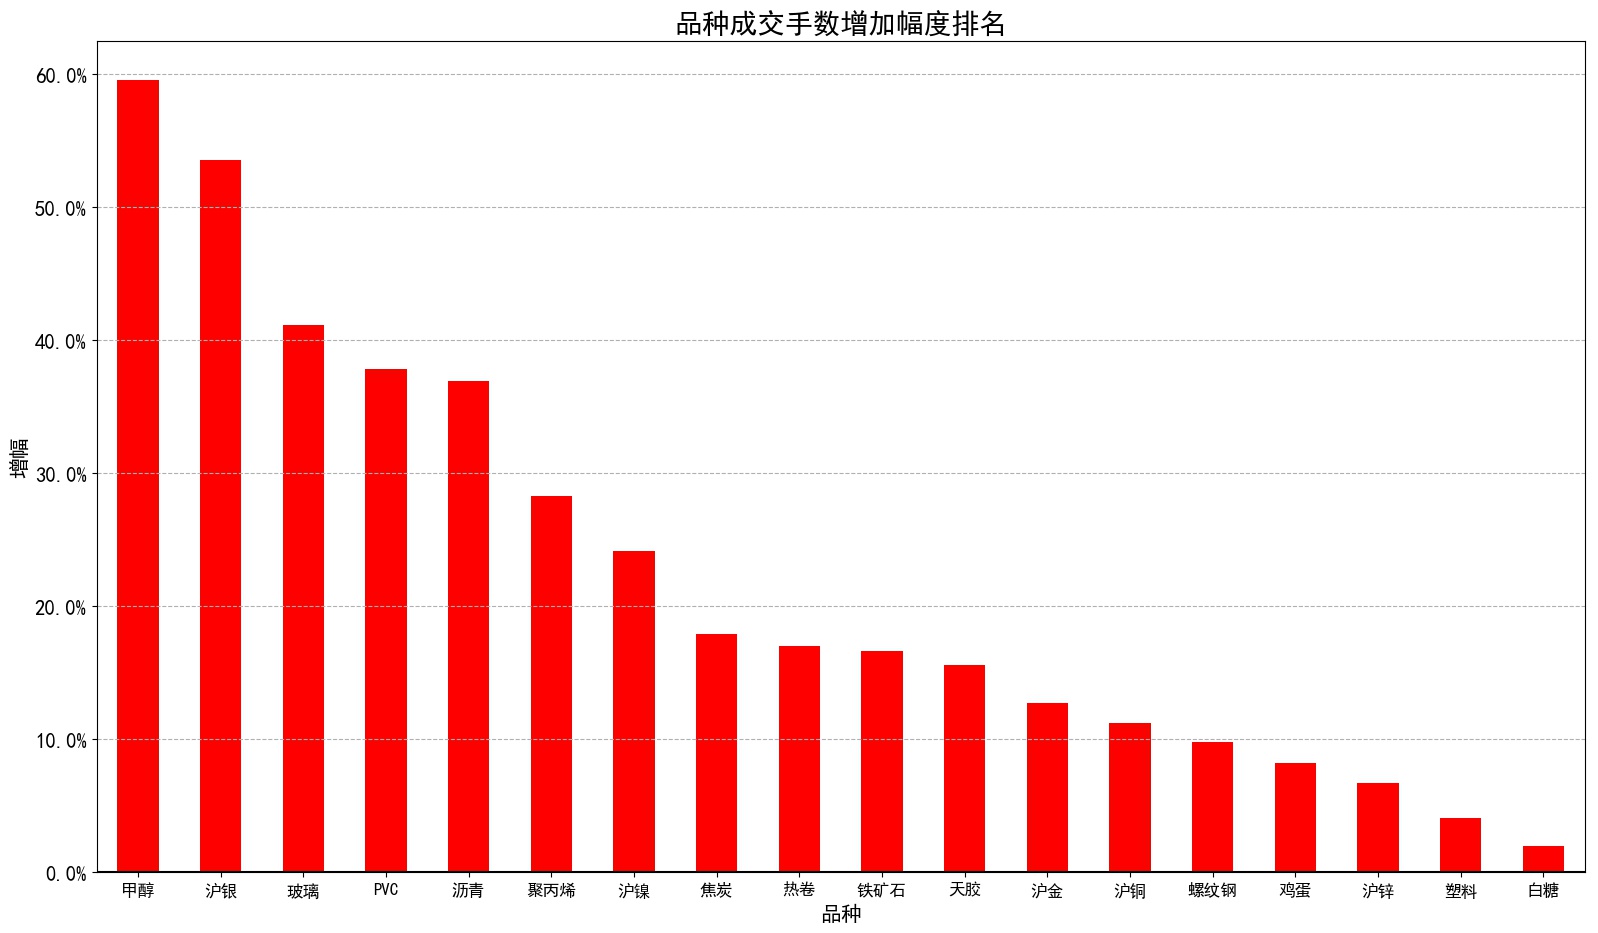 品种成交手数增加幅度排名
增幅
60.0%
50.0%
40.0%
30.0%
20.0%
10.0%
0.0%
甲醇 沪银 玻璃 PVC 沥青 聚丙烯 沪镍 焦炭 热卷 铁矿石 天胶 沪金 沪铜 螺纹钢 鸡蛋 沪锌 塑料 白糖
品种